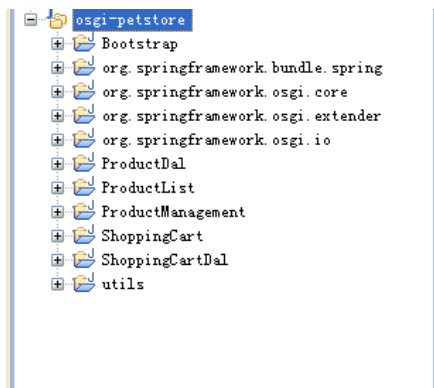 osgi-petstore
Bootstrap
org.springframework.bundle.spring
org.springframework.osgi.core
org.springframework.osgi.extender
org.springframework.osgi.io
ProductDal
ProductList
ProductManagement
ShoppingCart
ShoppingCartDal
utils